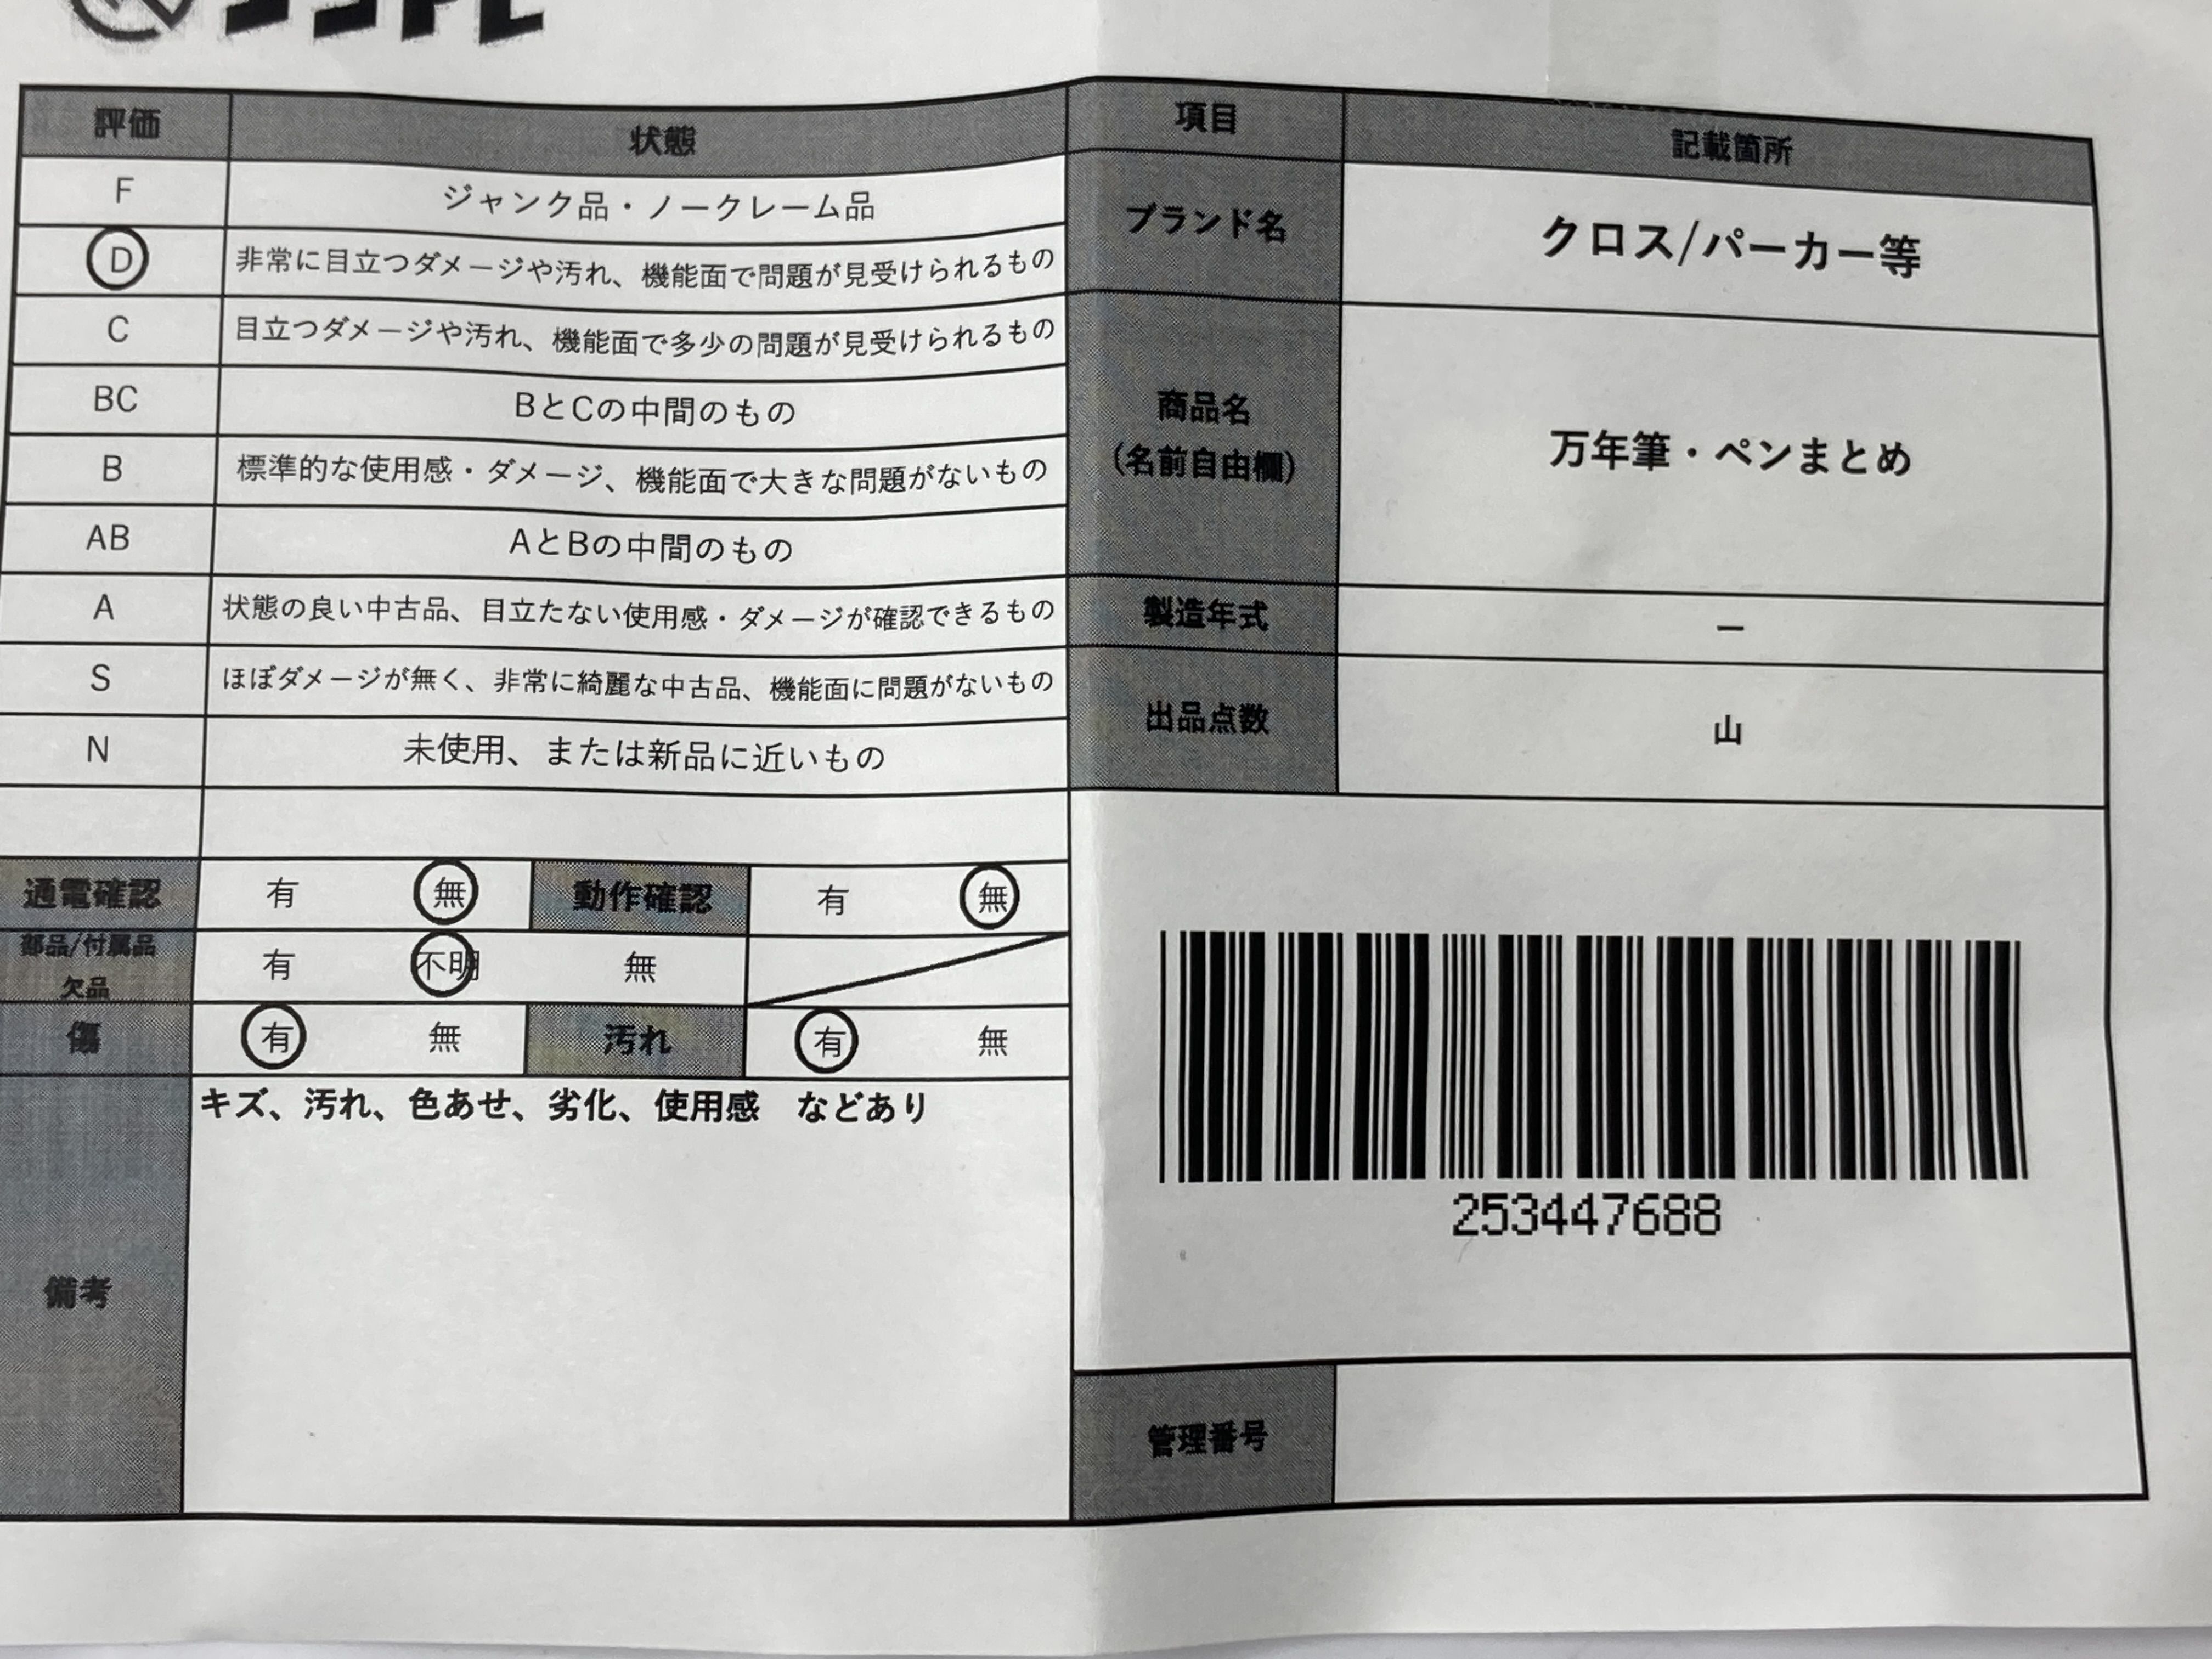 評価 状態
F ジャンク品・ノークレーム品
D 非常に目立つダメージや汚れ、機能面で問題が見受けられるもの
C 目立つダメージや汚れ、機能面で多少の問題が見受けられるもの
BC BとCの中間のもの
B 標準的な使用感・ダメージ、機能面で大きな問題がないもの
AB AとBの中間のもの
A 状態の良い中古品、目立たない使用感・ダメージが確認できるもの
S ほぼダメージが無く、非常に綺麗な中古品、機能面に問題がないもの
N 未使用、または新品に近いもの
通電確認 有 無 動作確認 有 無
部品/付属品
欠品 有 不明 無
傷 有 無 汚れ 有 無
備考 キズ、汚れ、色あせ、劣化、使用感 などあり
項目 記載箇所
ブランド名 クロス/パーカー等
商品名
(名前自由欄) 万年筆・ペンまとめ
製造年式 ー
出品点数 山
253447688
管理番号